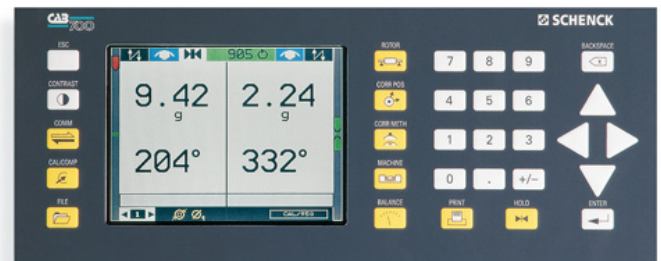 CAB
700
SCHENCK
ESC
CONTRAST
COMM
CAL/COMP
FILE
905
9.42
g
204°
2.24
g
332°
1
ROTOR
CORR POS
CORR METH
MACHINE
BALANCE
7 8 9
4 5 6
1 2 3
0 . +/−
PRINT
HOLD
BACKSPACE
ENTER